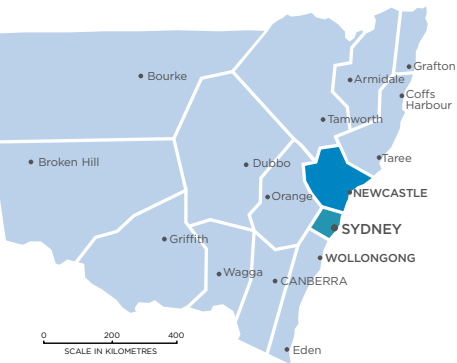 Grafton
Bourke
Armidale
Coffs
Harbour
Tamworth
Taree
Broken Hill
Dubbo
NEWCASTLE
Orange
SYDNEY
Griffith
WOLLONGONG
Wagga
CANBERRA
0 200 400
SCALE IN KILOMETRES
Eden